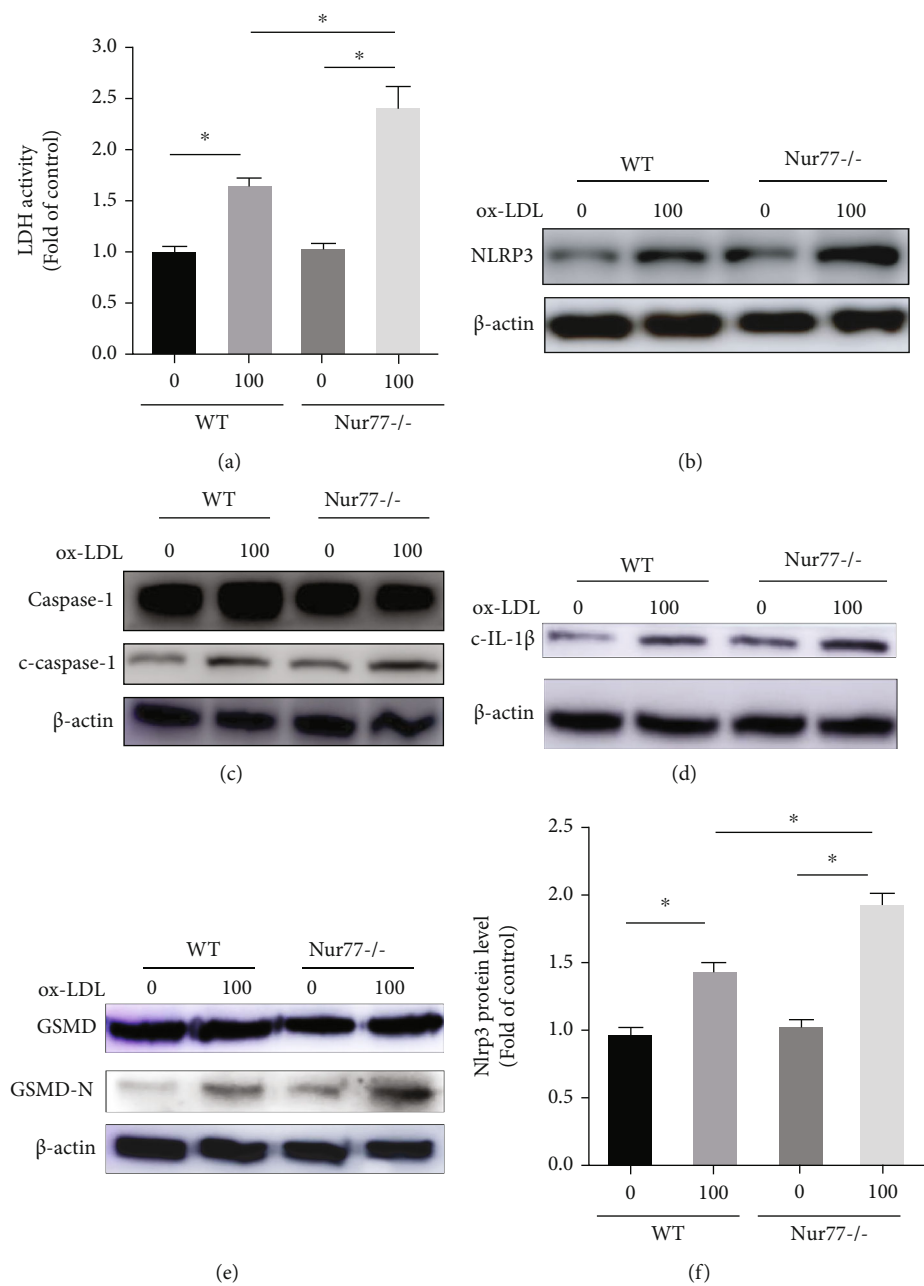 *
*
*
3.0
2.5
2.0
1.5
1.0
0.5
0.0
LDH activity
(Fold of control)
0 100 0 100
WT Nur77-/-
(a)
WT Nur77-/-
ox-LDL 0 100 0 100
NLRP3
β-actin
(b)
WT Nur77-/-
ox-LDL 0 100 0 100
Caspase-1
c-caspase-1
β-actin
(c)
WT Nur77-/-
ox-LDL 0 100 0 100
c-IL-1β
β-actin
(d)
WT Nur77-/-
ox-LDL 0 100 0 100
GSMD
GSMD-N
β-actin
(e)
*
*
*
2.5
2.0
1.5
1.0
0.5
0.0
Nlrp3 protein level
(Fold of control)
0 100 0 100
WT Nur77-/-
(f)